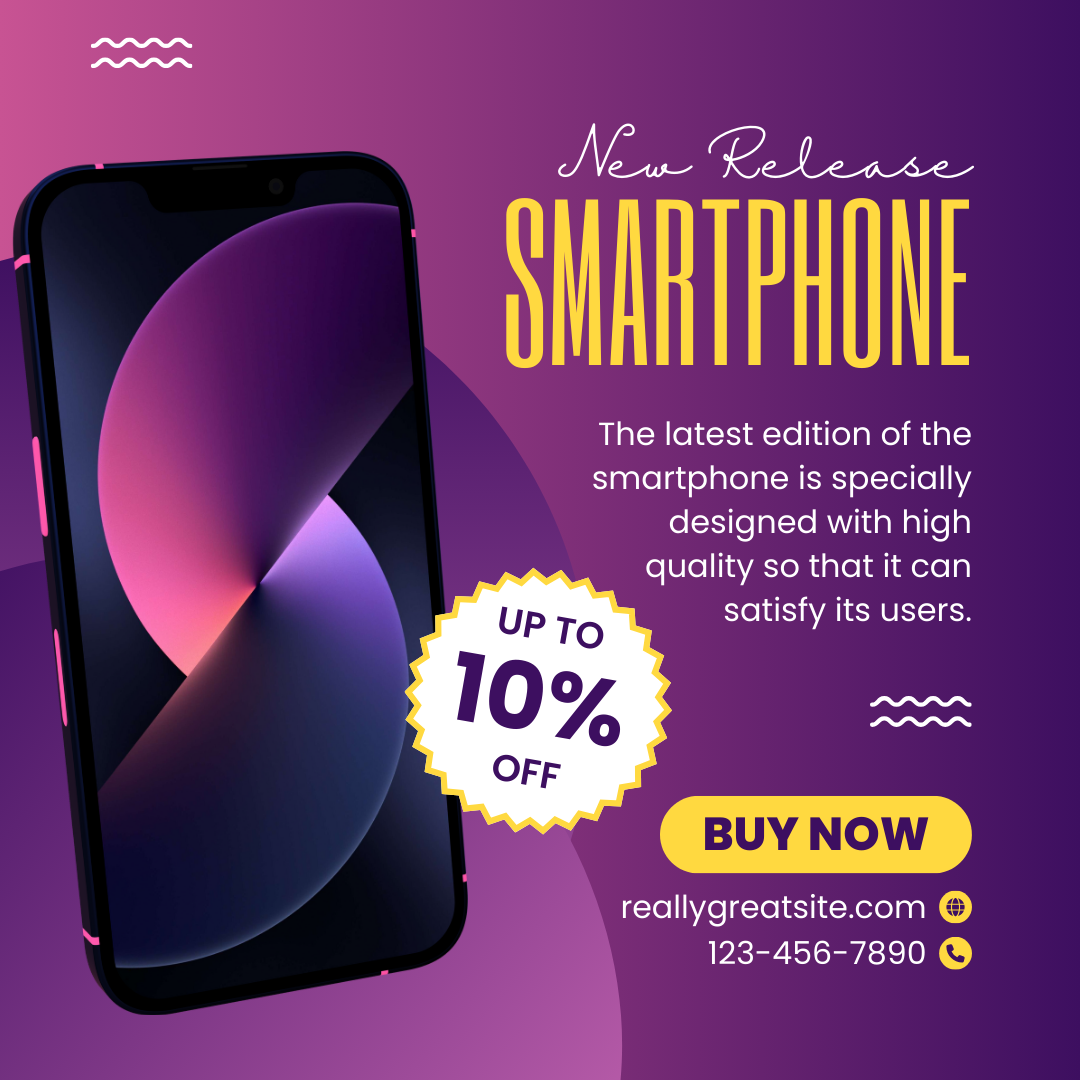 New Release
SMARTPHONE
The latest edition of the
smartphone is specially
designed with high
quality so that it can
satisfy its users.
UP TO
10%
OFF
BUY NOW
reallygreatsite.com
123-456-7890